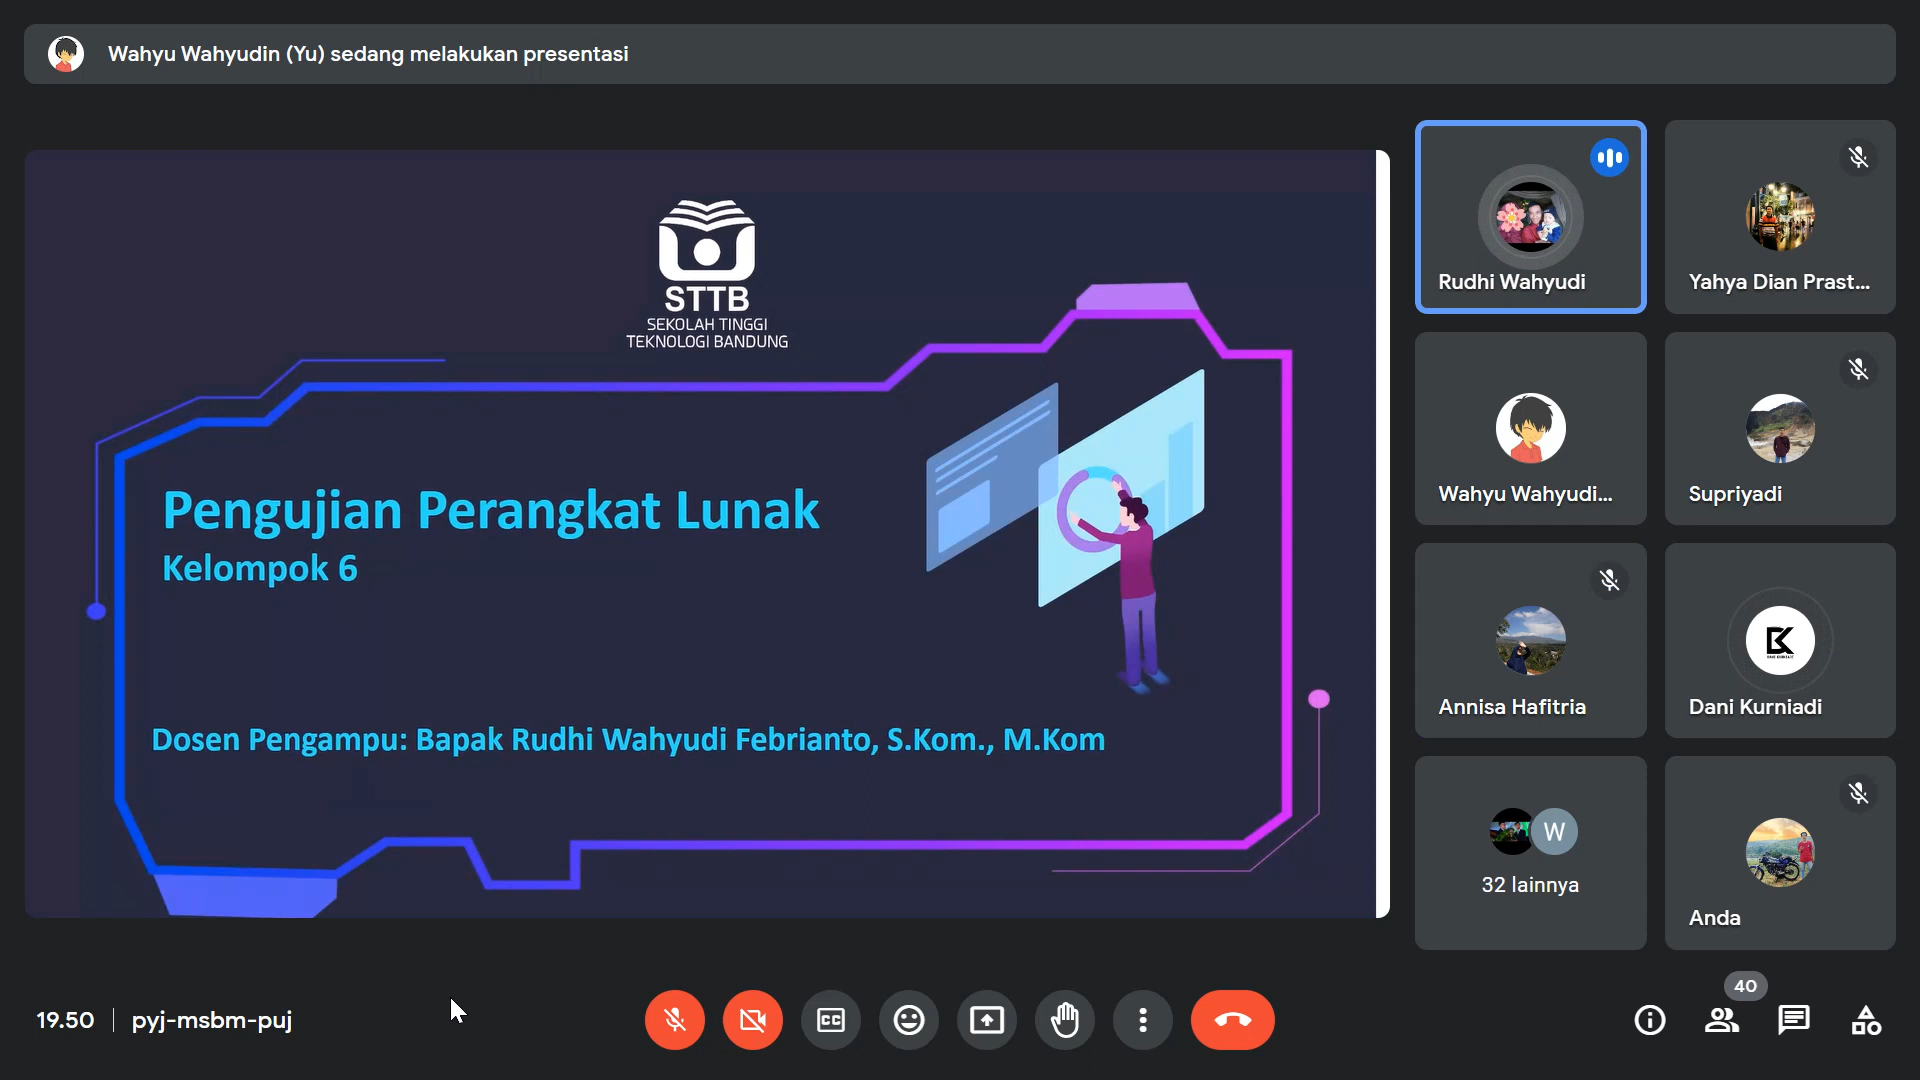 Wahyu Wahyudin (Yu) sedang melakukan presentasi
STTB
SEKOLAH TINGGI
TEKNOLOGI BANDUNG
Pengujian Perangkat Lunak
Kelompok 6
Dosen Pengampu: Bapak Rudhi Wahyudi Febrianto, S.Kom., M.Kom
Rudhi Wahyudi
Yahya Dian Prast...
Wahyu Wahyudi...
Supriyadi
Annisa Hafitria
DK
Dani Kurniadi
W
32 lainnya
Anda
19.50
pyj-msbm-puj
CC
40